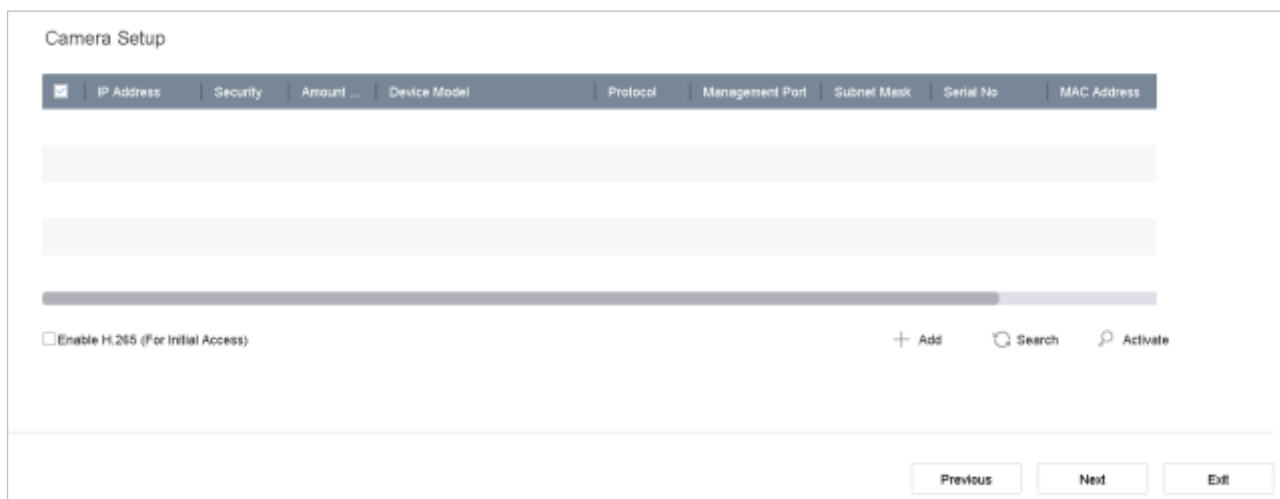 Camera Setup
IP Address Security Amount ... Device Model Protocol Management Port Subnet Mask Serial No MAC Address
Enable H.265 (For Initial Access) Add Search Activate
Previous Next Exit